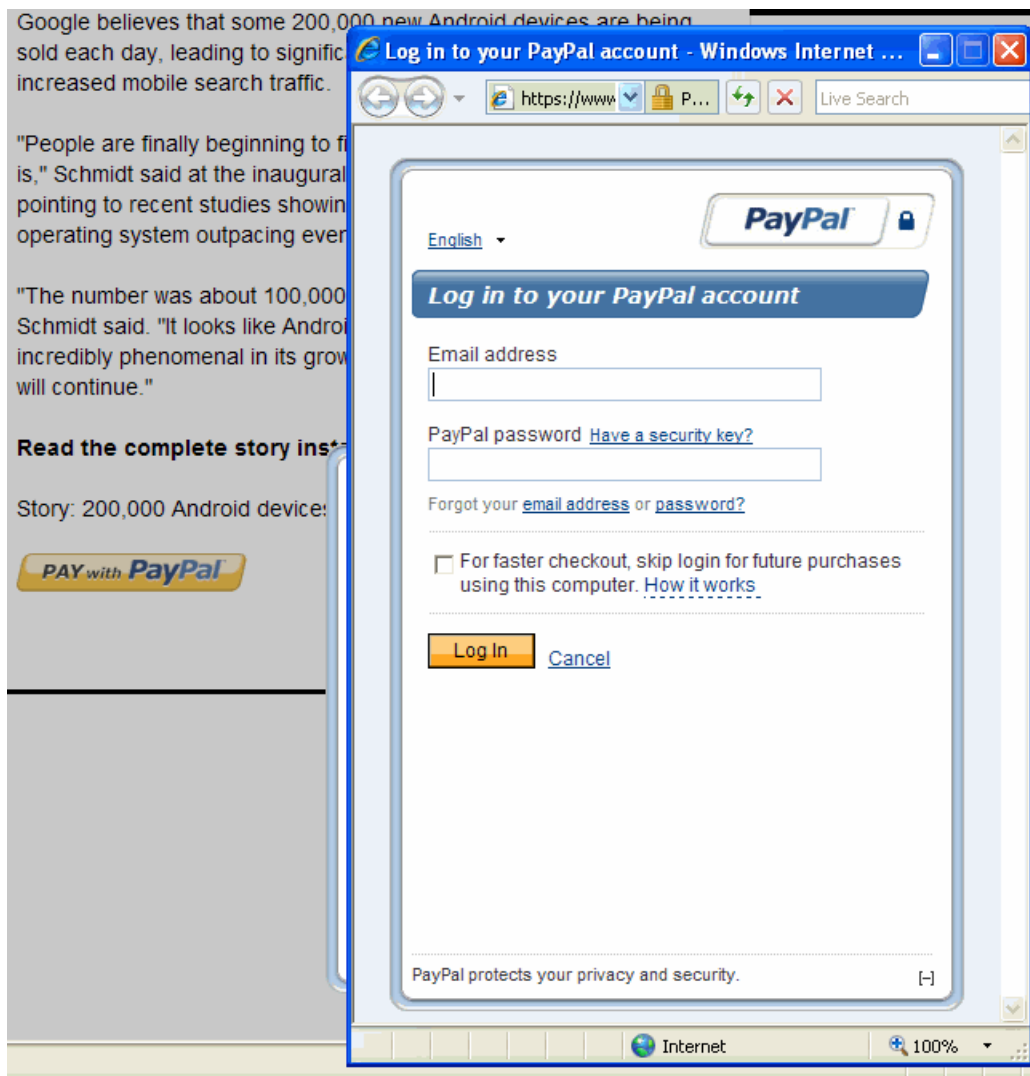 Google believes that some 200,000 new Android devices are being
sold each day, leading to signific
increased mobile search traffic.
"People are finally beginning to fi
is," Schmidt said at the inaugural
pointing to recent studies showin
operating system outpacing ever
"The number was about 100,000
Schmidt said. "It looks like Androi
incredibly phenomenal in its grow
will continue."
Read the complete story insta
Story: 200,000 Android devices
PAY with PayPal
Log in to your PayPal account - Windows Internet ...
https://www
P...
Live Search
PayPal
English
Log in to your PayPal account
Email address
PayPal password Have a security key?
Forgot your email address or password?
For faster checkout, skip login for future purchases
using this computer. How it works
Log In Cancel
PayPal protects your privacy and security. [–]
Internet 100%